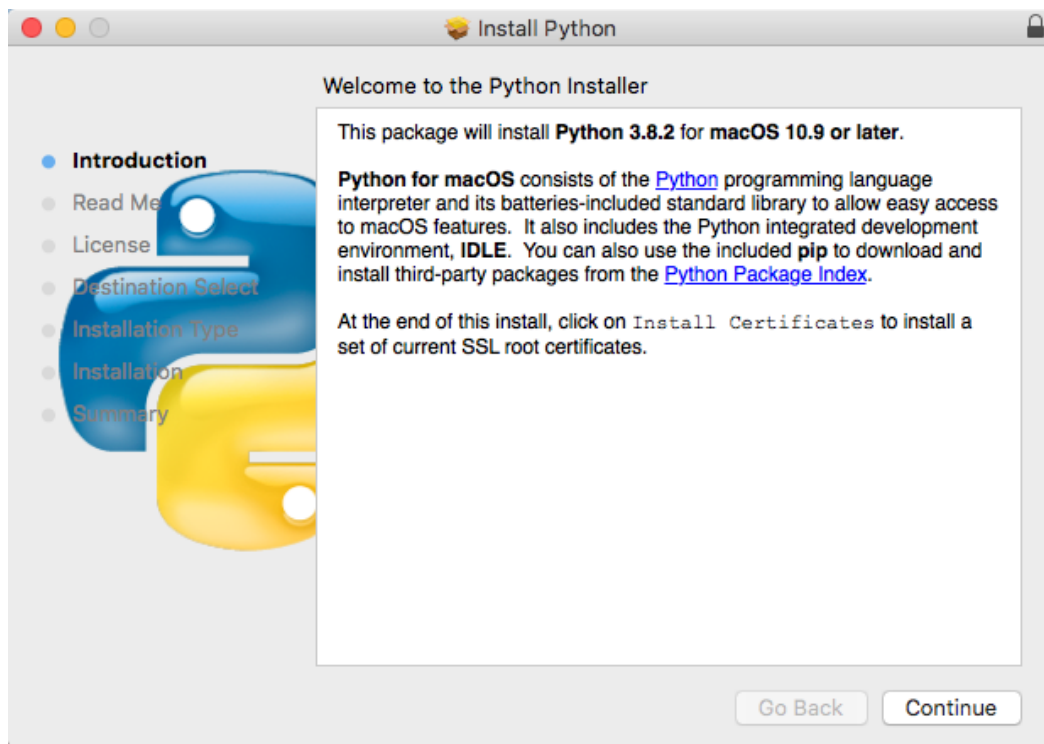 Install Python
Welcome to the Python Installer
Introduction
Read Me
License
Destination Select
Installation Type
Installation
Summary
This package will install Python 3.8.2 for macOS 10.9 or later.
Python for macOS consists of the Python programming language
interpreter and its batteries-included standard library to allow easy access
to macOS features.  It also includes the Python integrated development
environment, IDLE.  You can also use the included pip to download and
install third-party packages from the Python Package Index.
At the end of this install, click on Install Certificates to install a
set of current SSL root certificates.
Go Back
Continue